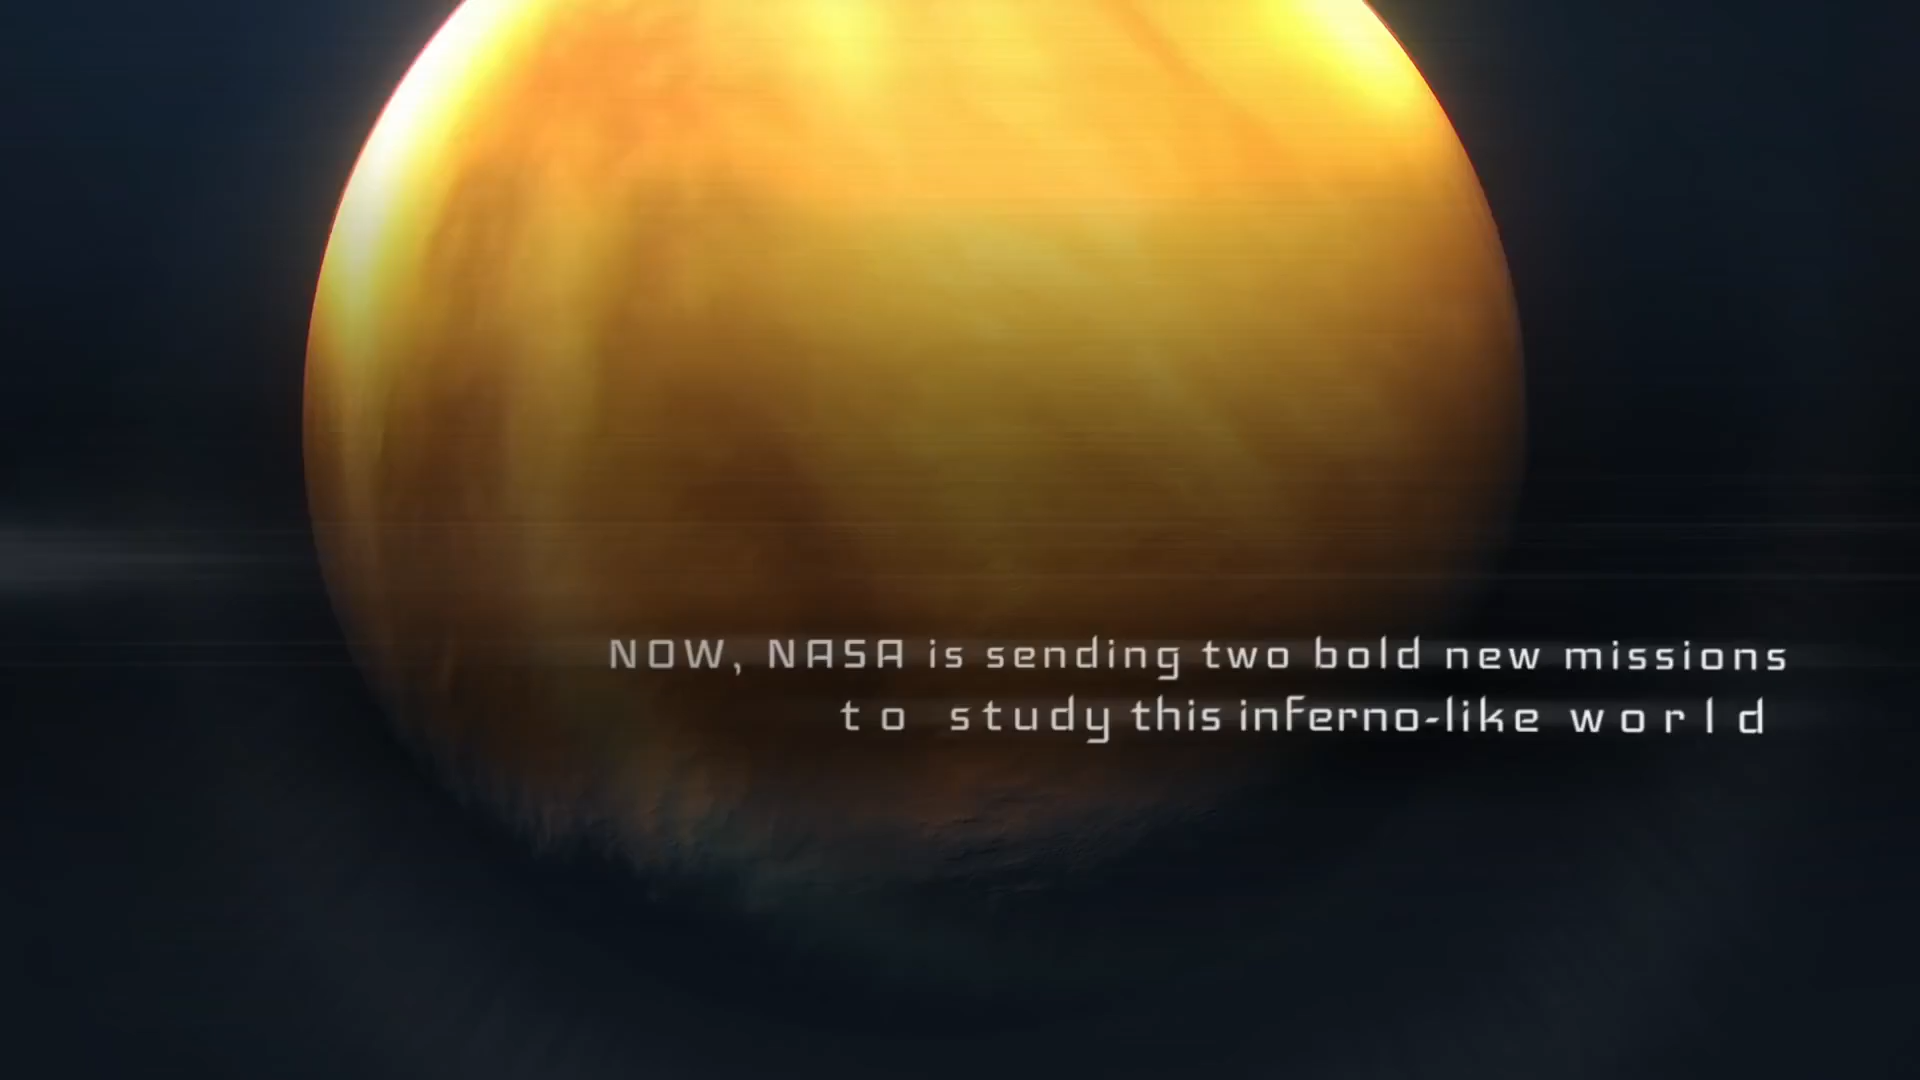 NOW, NASA is sending two bold new missions
to study this inferno-like world